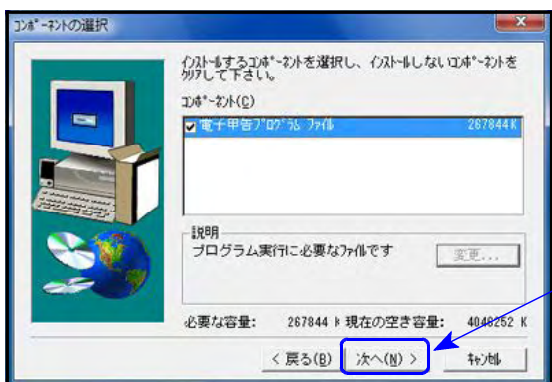 コンポーネントの選択
インストールするコンポーネントを選択し、インストールしないコンポーネントを
クリアして下さい。
コンポーネント(C)
電子申告プログラム ファイル 267844 K
説明
プログラム実行に必要なファイルです
変更...
必要な容量: 267844 K 現在の空き容量: 4048252 K
< 戻る(B) 次へ(N) > キャンセル